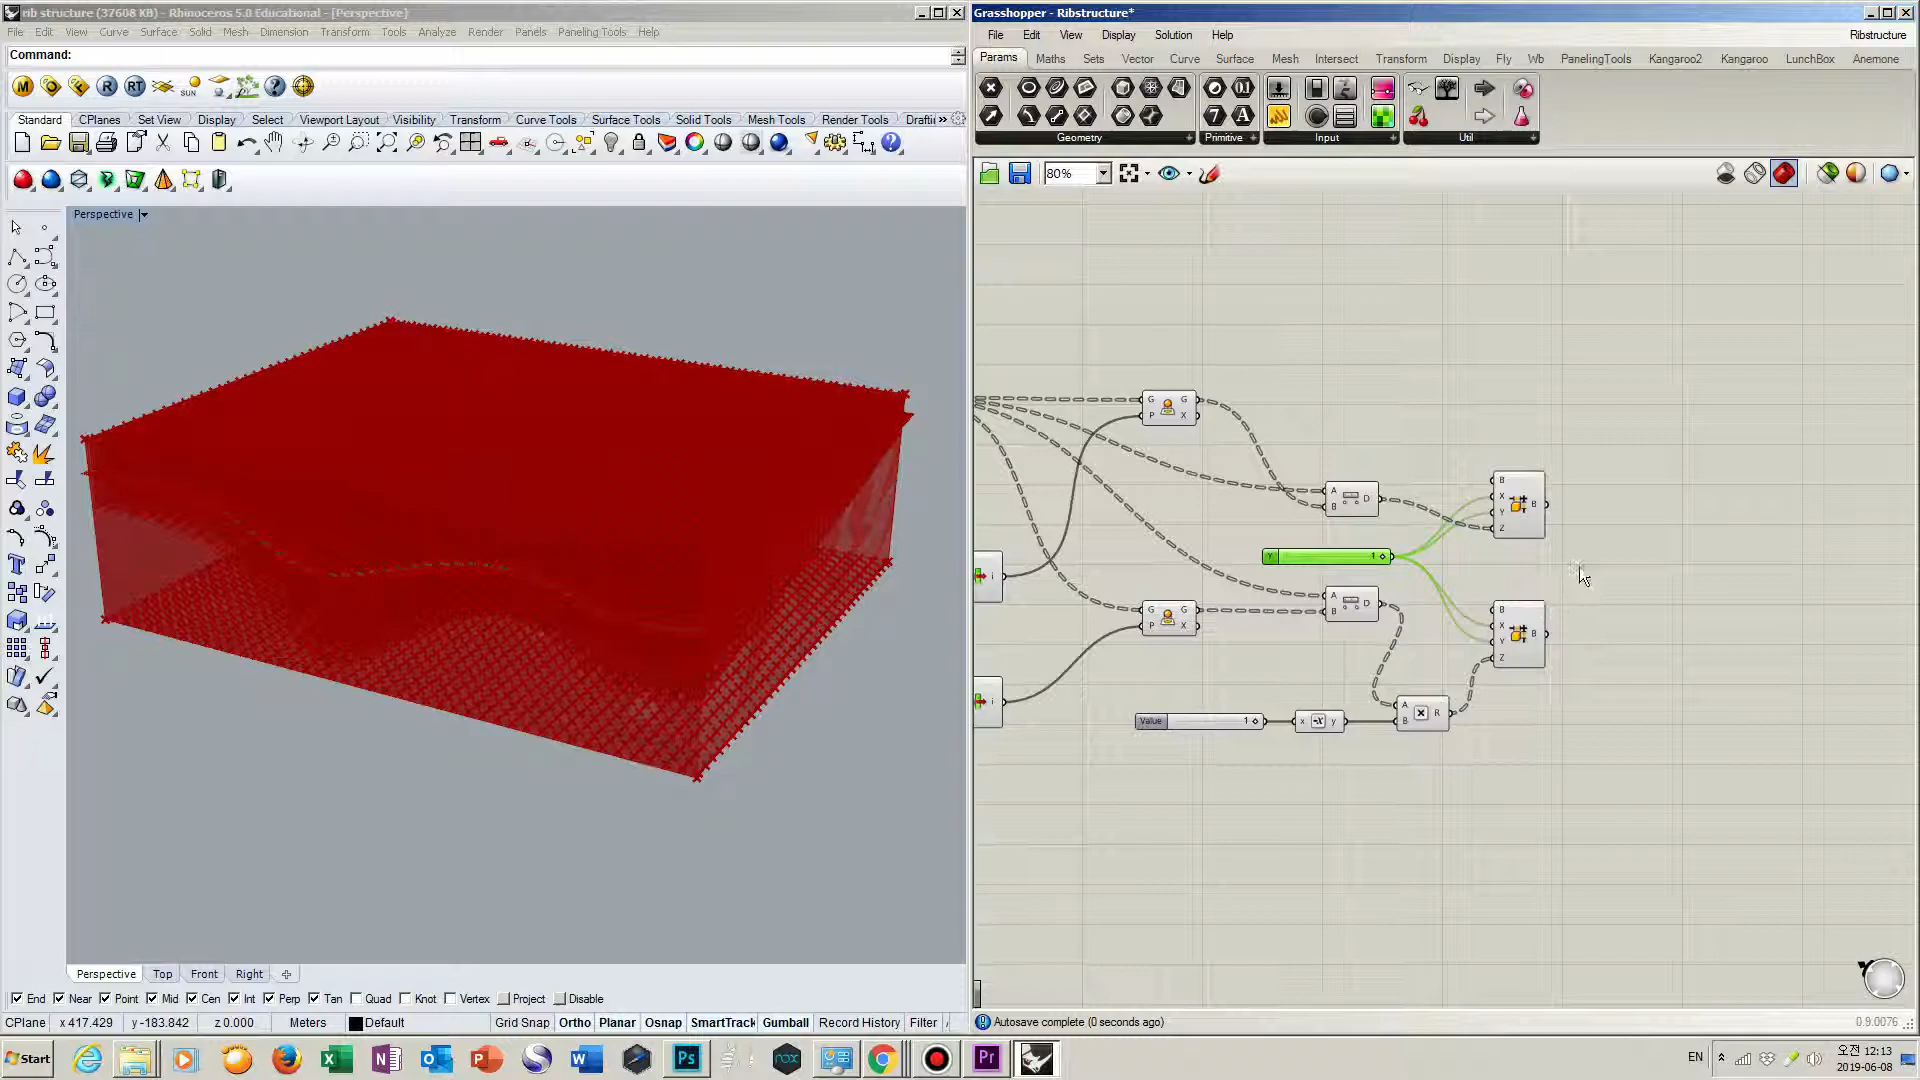 rib structure (37608 KB) - Rhinoceros 5.0 Educational - [Perspective]
File Edit View Curve Surface Solid Mesh Dimension Transform Tools Analyze Render Panels Paneling Tools Help
Command:
Standard CPlanes Set View Display Select Viewport Layout Visibility Transform Curve Tools Surface Tools Solid Tools Mesh Tools Render Tools Drafti »
Perspective
Perspective Top Front Right
End Near Point Mid Cen Int Perp Tan Quad Knot Vertex Project Disable
CPlane x 417.429 y -183.842 z 0.000 Meters Default Grid Snap Ortho Planar Osnap SmartTrack Gumball Record History Filter
Grasshopper - Ribstructure*
File Edit View Display Solution Help Ribstructure
Params Maths Sets Vector Curve Surface Mesh Intersect Transform Display Fly Wb PanelingTools Kangaroo2 Kangaroo LunchBox Anemone
Geometry Primitive Input Util
80%
G G
P X
A D
B
B
X
Y B
Z
Y 1
i
A D
B
G G
P X
B
X
Y B
Z
i
Value 1
x -x y
A R
B
Autosave complete (0 seconds ago) 0.9.0076
Start
EN
오전 12:13
2019-06-08